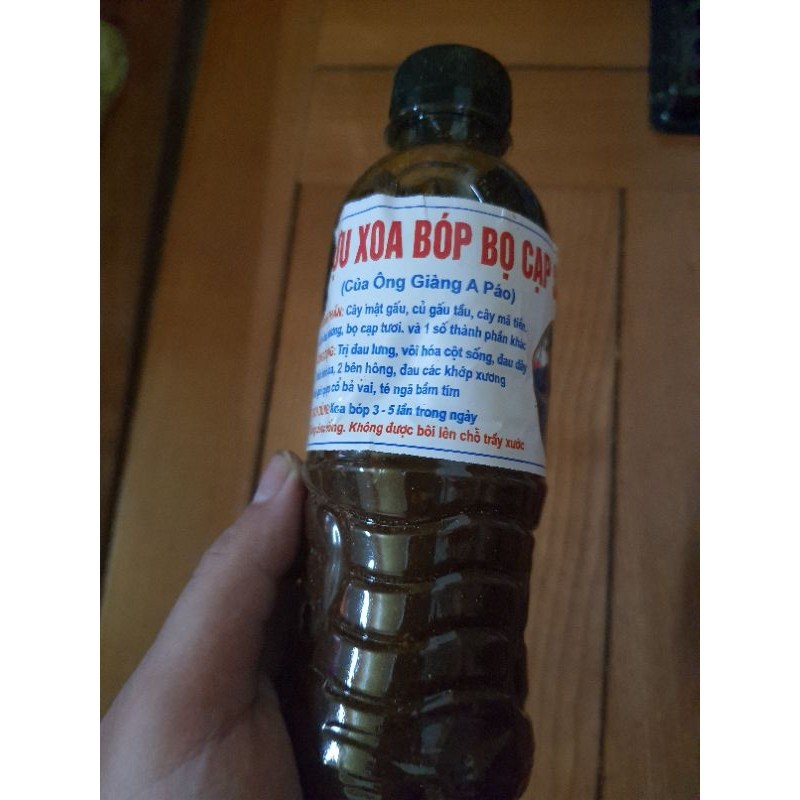 XOA BÓP BỌ CẠP
(Của Ông Giàng A Páo)
PHẦN: Cây mật gấu, củ gấu tầu, cây mã tiền,
bọ cạp tươi. và 1 số thành phần khác
Trị đau lưng, vôi hóa cột sống, đau dây
2 bên hông, đau các khớp xương
cổ bả vai, té ngã bầm tím
Xoa bóp 3 - 5 lần trong ngày
Không được bôi lên chỗ trầy xước